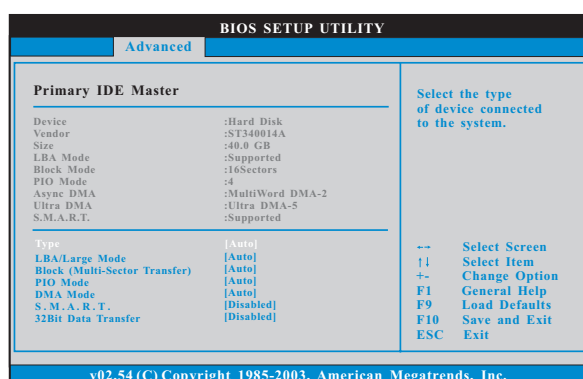 BIOS SETUP UTILITY
Advanced
Primary IDE Master
Device :Hard Disk
Vendor :ST340014A
Size :40.0 GB
LBA Mode :Supported
Block Mode :16Sectors
PIO Mode :4
Async DMA :MultiWord DMA-2
Ultra DMA :Ultra DMA-5
S.M.A.R.T. :Supported
Type [Auto]
LBA/Large Mode [Auto]
Block (Multi-Sector Transfer) [Auto]
PIO Mode [Auto]
DMA Mode [Auto]
S.M.A.R.T. [Disabled]
32Bit Data Transfer [Disabled]
Select the type
of device connected
to the system.
←→ Select Screen
↑↓ Select Item
+- Change Option
F1 General Help
F9 Load Defaults
F10 Save and Exit
ESC Exit
v02.54 (C) Copyright 1985-2003, American Megatrends, Inc.